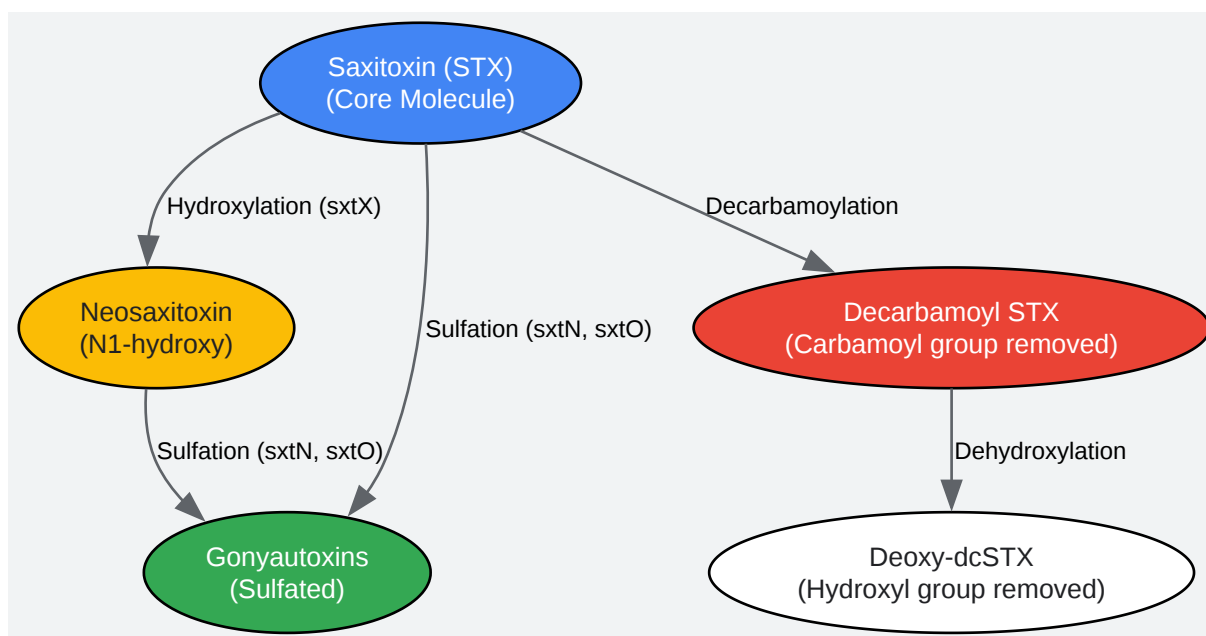 Saxitoxin (STX)
(Core Molecule)
Hydroxylation (sxtX)
Decarbamoylation
Neosaxitoxin
(N1-hydroxy)
Sulfation (sxtN, sxtO)
Decarbamoyl STX
(Carbamoyl group removed)
Sulfation (sxtN, sxtO)
Dehydroxylation
Gonyautoxins
(Sulfated)
Deoxy-dcSTX
(Hydroxyl group removed)